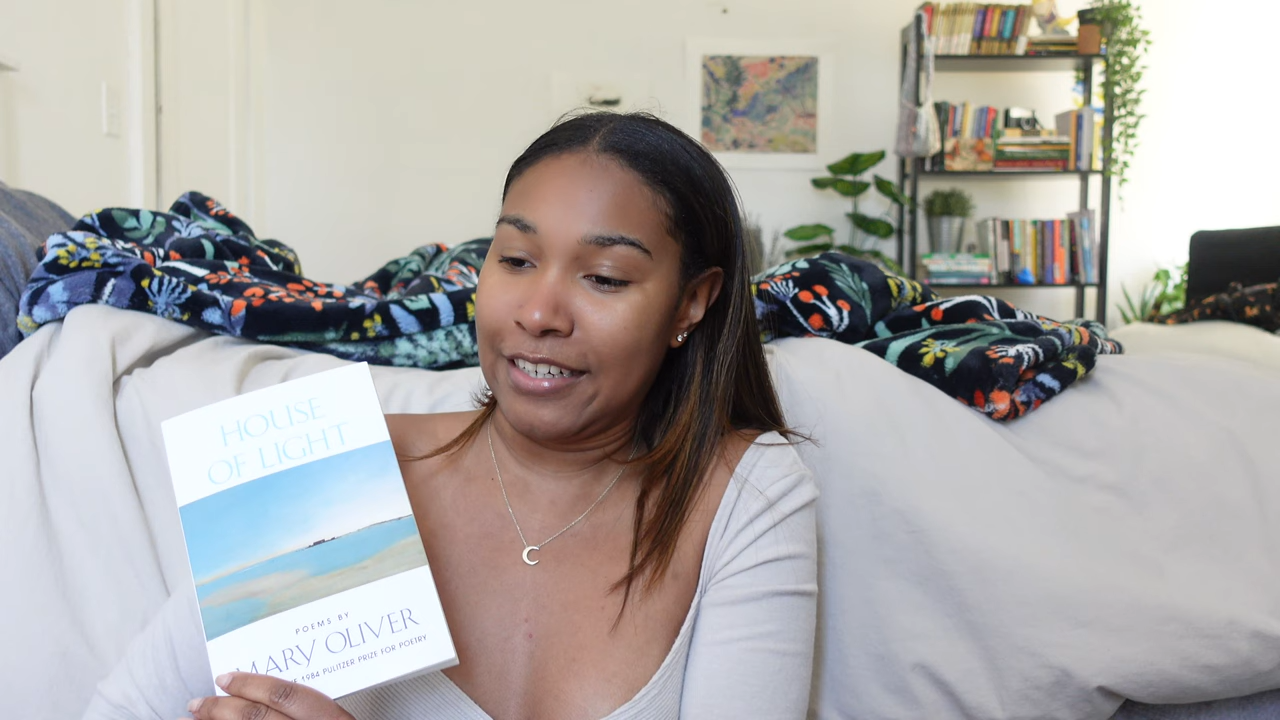 HOUSE
OF LIGHT
POEMS BY
MARY OLIVER
1984 PULITZER PRIZE FOR POETRY